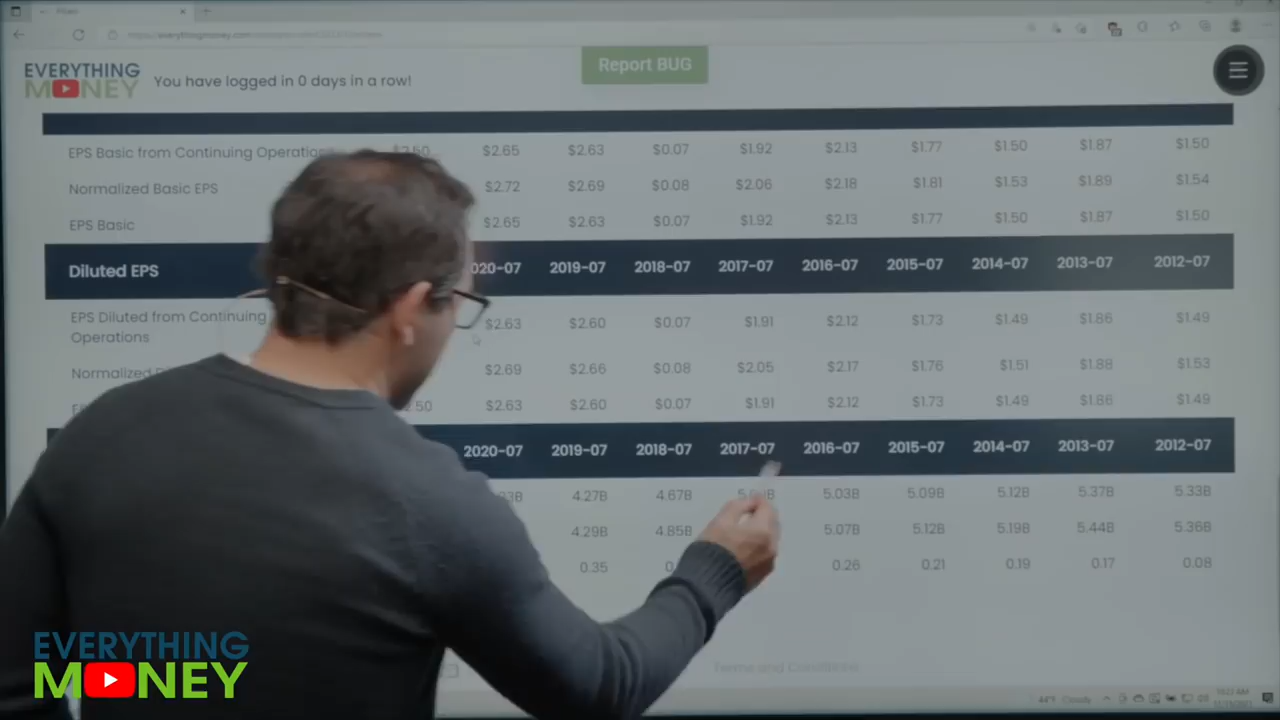 EVERYTHING
MONEY
You have logged in 0 days in a row!
Report BUG
EPS Basic from Continuing Operations $2.50 $2.65 $2.63 $0.07 $1.92 $2.13 $1.77 $1.50 $1.87 $1.50
Normalized Basic EPS $2.72 $2.69 $0.08 $2.06 $2.18 $1.81 $1.53 $1.89 $1.54
EPS Basic $2.65 $2.63 $0.07 $1.92 $2.13 $1.77 $1.50 $1.87 $1.50
Diluted EPS 2020-07 2019-07 2018-07 2017-07 2016-07 2015-07 2014-07 2013-07 2012-07
EPS Diluted from Continuing $2.63 $2.60 $0.07 $1.91 $2.12 $1.73 $1.49 $1.86 $1.49
Operations
Normalized $2.69 $2.66 $0.08 $2.05 $2.17 $1.76 $1.51 $1.88 $1.53
$2.63 $2.60 $0.07 $1.91 $2.12 $1.73 $1.49 $1.86 $1.49
2020-07 2019-07 2018-07 2017-07 2016-07 2015-07 2014-07 2013-07 2012-07
4.27B 4.67B 5.03B 5.09B 5.12B 5.37B 5.33B
4.29B 4.85B 5.07B 5.12B 5.19B 5.44B 5.36B
0.35 0.26 0.21 0.19 0.17 0.08
Terms and Conditions
44°F Cloudy
EVERYTHING
MONEY